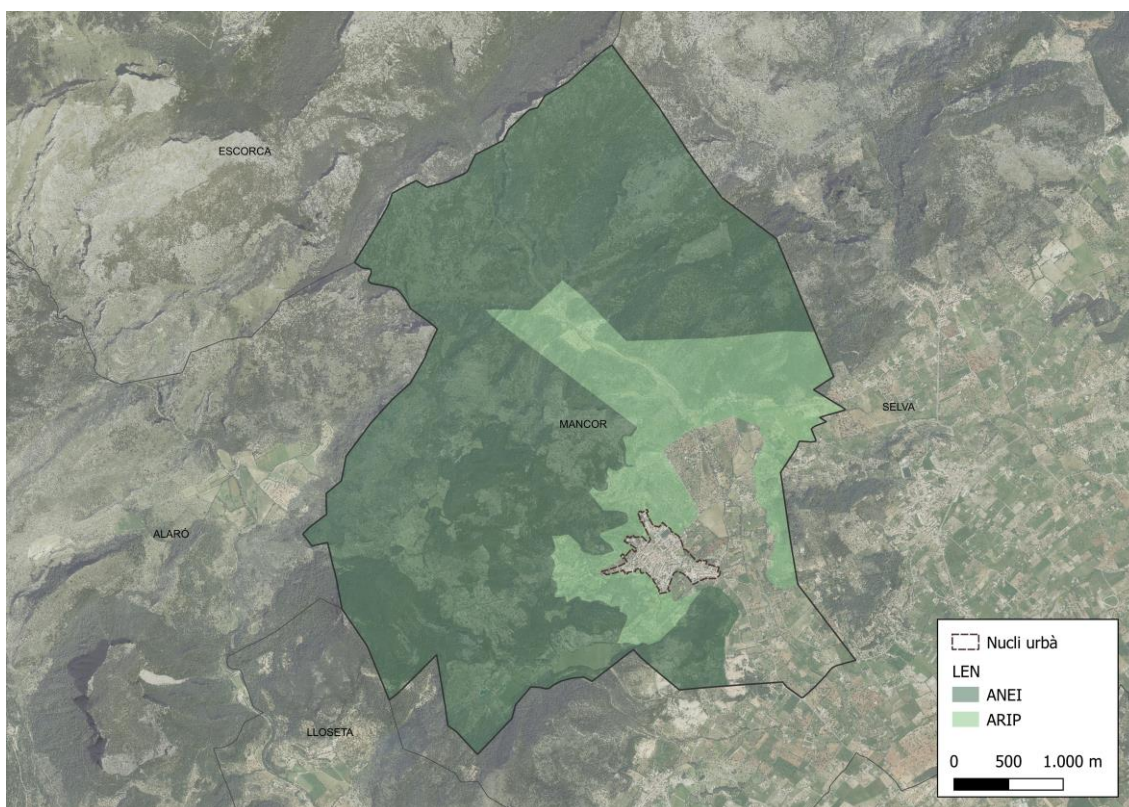 ESCORCA
SELVA
MANCOR
ALARÓ
LLOSETA
Nucli urbà
LEN
ANEI
ARIP
0 500 1.000 m